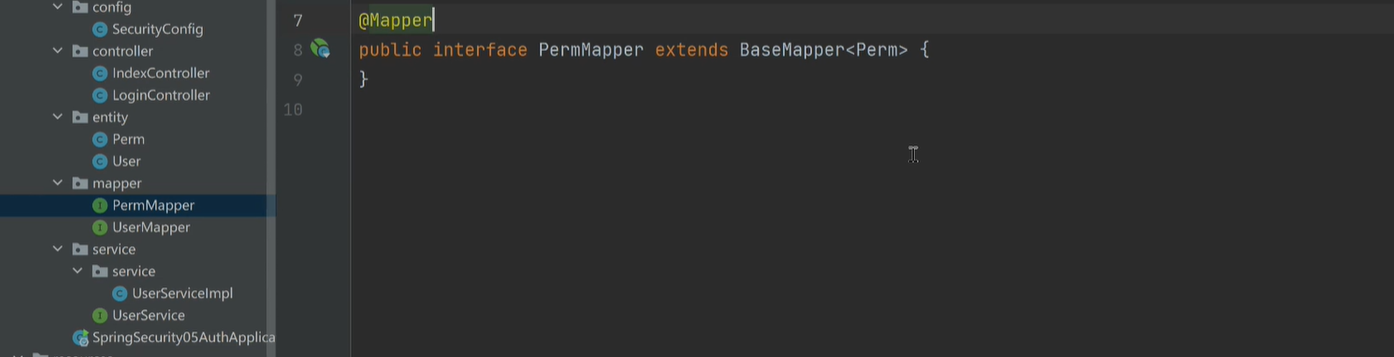 config
SecurityConfig
controller
IndexController
LoginController
entity
Perm
User
mapper
PermMapper
UserMapper
service
service
UserServiceImpl
UserService
SpringSecurity05AuthApplica
7 @Mapper
8 public interface PermMapper extends BaseMapper<Perm> {
9 }
10